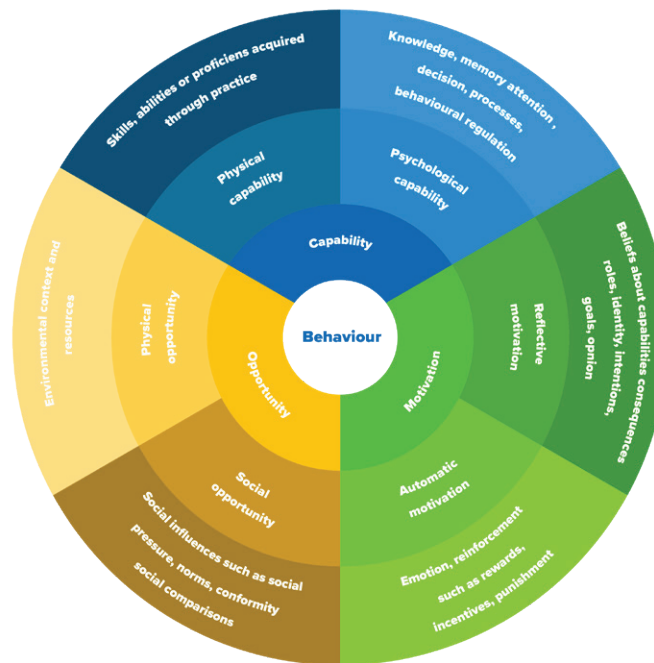 Skills, abilities or proficiens acquired
through practice
Knowledge, memory attention ,
decision, processes,
behavioural regulation
Physical
capability
Psychological
capability
Capability
Environmental context and
resources
Physical
opportunity
Opportunity
Behaviour
Motivation
Reflective
motivation
Beliefs about capabilities consequences
roles, identity, intentions,
goals, opnion
Social
opportunity
Automatic
motivation
Social influences such as social
pressure, norms, conformity
social comparisons
Emotion, reinforcement
such as rewards,
incentives, punishment